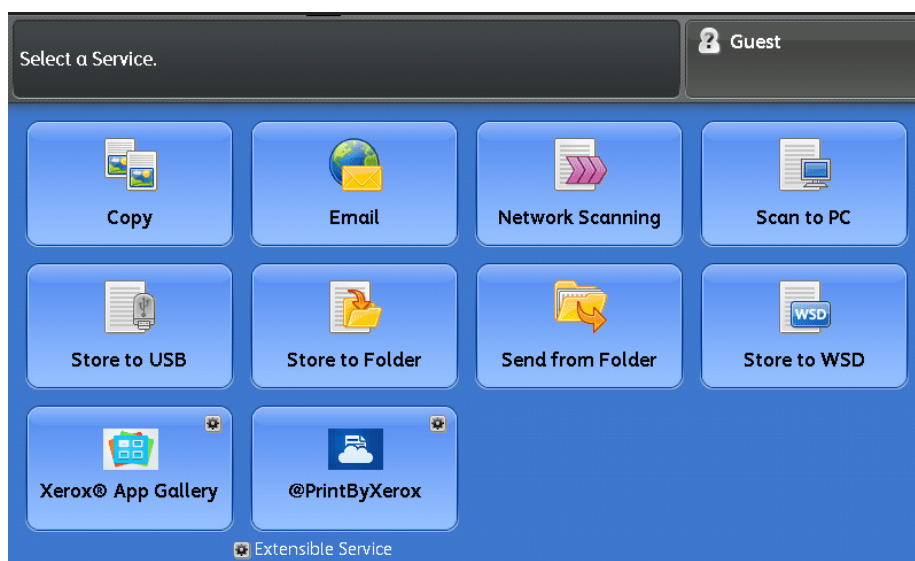 Select a Service.
Guest
Copy
Email
Network Scanning
Scan to PC
Store to USB
Store to Folder
Send from Folder
WSD
Store to WSD
Xerox® App Gallery
@PrintByXerox
Extensible Service